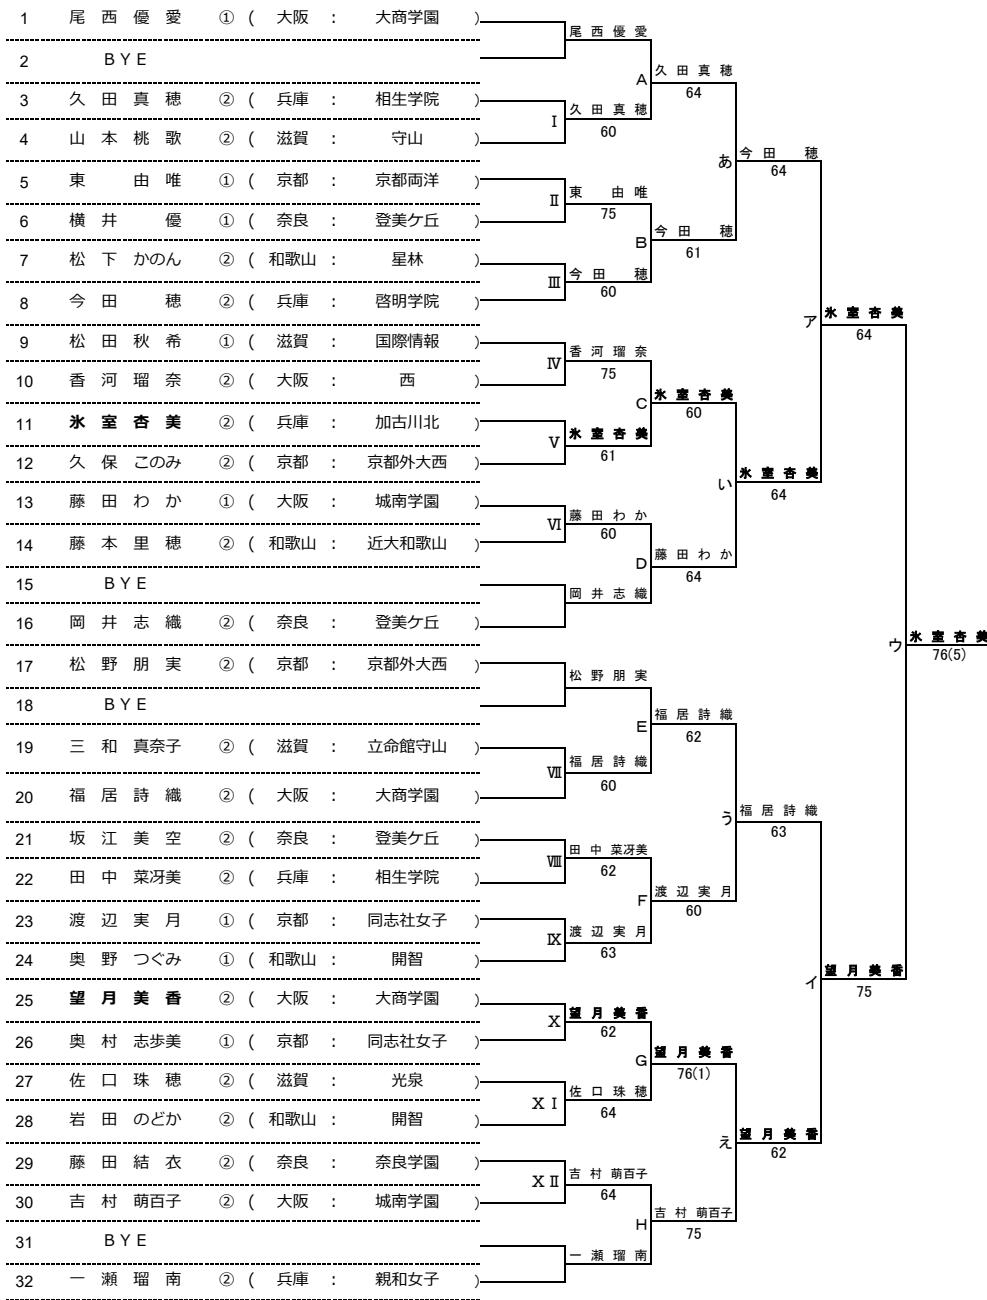 1 尾 西 優 愛 ① ( 大阪 : 大商学園 )
2 ＢＹＥ
3 久 田 真 穂 ② ( 兵庫 : 相生学院 )
4 山 本 桃 歌 ② ( 滋賀 : 守山 )
5 東 由 唯 ① ( 京都 : 京都両洋 )
6 横 井 優 ① ( 奈良 : 登美ケ丘 )
7 松 下 かのん ② ( 和歌山 : 星林 )
8 今 田 穂 ② ( 兵庫 : 啓明学院 )
9 松 田 秋 希 ① ( 滋賀 : 国際情報 )
10 香 河 瑠 奈 ② ( 大阪 : 西 )
11 氷 室 杏 美 ② ( 兵庫 : 加古川北 )
12 久 保 このみ ② ( 京都 : 京都外大西 )
13 藤 田 わ か ① ( 大阪 : 城南学園 )
14 藤 本 里 穂 ② ( 和歌山 : 近大和歌山 )
15 ＢＹＥ
16 岡 井 志 織 ② ( 奈良 : 登美ケ丘 )
17 松 野 朋 実 ② ( 京都 : 京都外大西 )
18 ＢＹＥ
19 三 和 真奈子 ② ( 滋賀 : 立命館守山 )
20 福 居 詩 織 ② ( 大阪 : 大商学園 )
21 坂 江 美 空 ② ( 奈良 : 登美ケ丘 )
22 田 中 菜冴美 ② ( 兵庫 : 相生学院 )
23 渡 辺 実 月 ① ( 京都 : 同志社女子 )
24 奥 野 つぐみ ① ( 和歌山 : 開智 )
25 望 月 美 香 ② ( 大阪 : 大商学園 )
26 奥 村 志歩美 ① ( 京都 : 同志社女子 )
27 佐 口 珠 穂 ② ( 滋賀 : 光泉 )
28 岩 田 のどか ② ( 和歌山 : 開智 )
29 藤 田 結 衣 ② ( 奈良 : 奈良学園 )
30 吉 村 萌百子 ② ( 大阪 : 城南学園 )
31 ＢＹＥ
32 一 瀬 瑠 南 ② ( 兵庫 : 親和女子 )
尾 西 優 愛
Ⅰ
久 田 真 穂
60
Ⅱ
東 由 唯
75
Ⅲ
今 田 穂
60
Ⅳ
香 河 瑠 奈
75
Ⅴ
氷 室 杏 美
61
Ⅵ
藤 田 わ か
60
岡 井 志 織
松 野 朋 実
Ⅶ
福 居 詩 織
60
Ⅷ
田 中 菜冴美
62
Ⅸ
渡 辺 実 月
63
Ⅹ
望 月 美 香
62
ⅩⅠ
佐 口 珠 穂
64
ⅩⅡ
吉 村 萌百子
64
一 瀬 瑠 南
A
久 田 真 穂
64
B
今 田 穂
61
C
氷 室 杏 美
60
D
藤 田 わ か
64
E
福 居 詩 織
62
F
渡 辺 実 月
60
G
望 月 美 香
76(1)
H
吉 村 萌百子
75
あ
今 田 穂
64
い
氷 室 杏 美
64
う
福 居 詩 織
63
え
望 月 美 香
62
ア
氷 室 杏 美
64
イ
望 月 美 香
75
ウ
氷 室 杏 美
76(5)